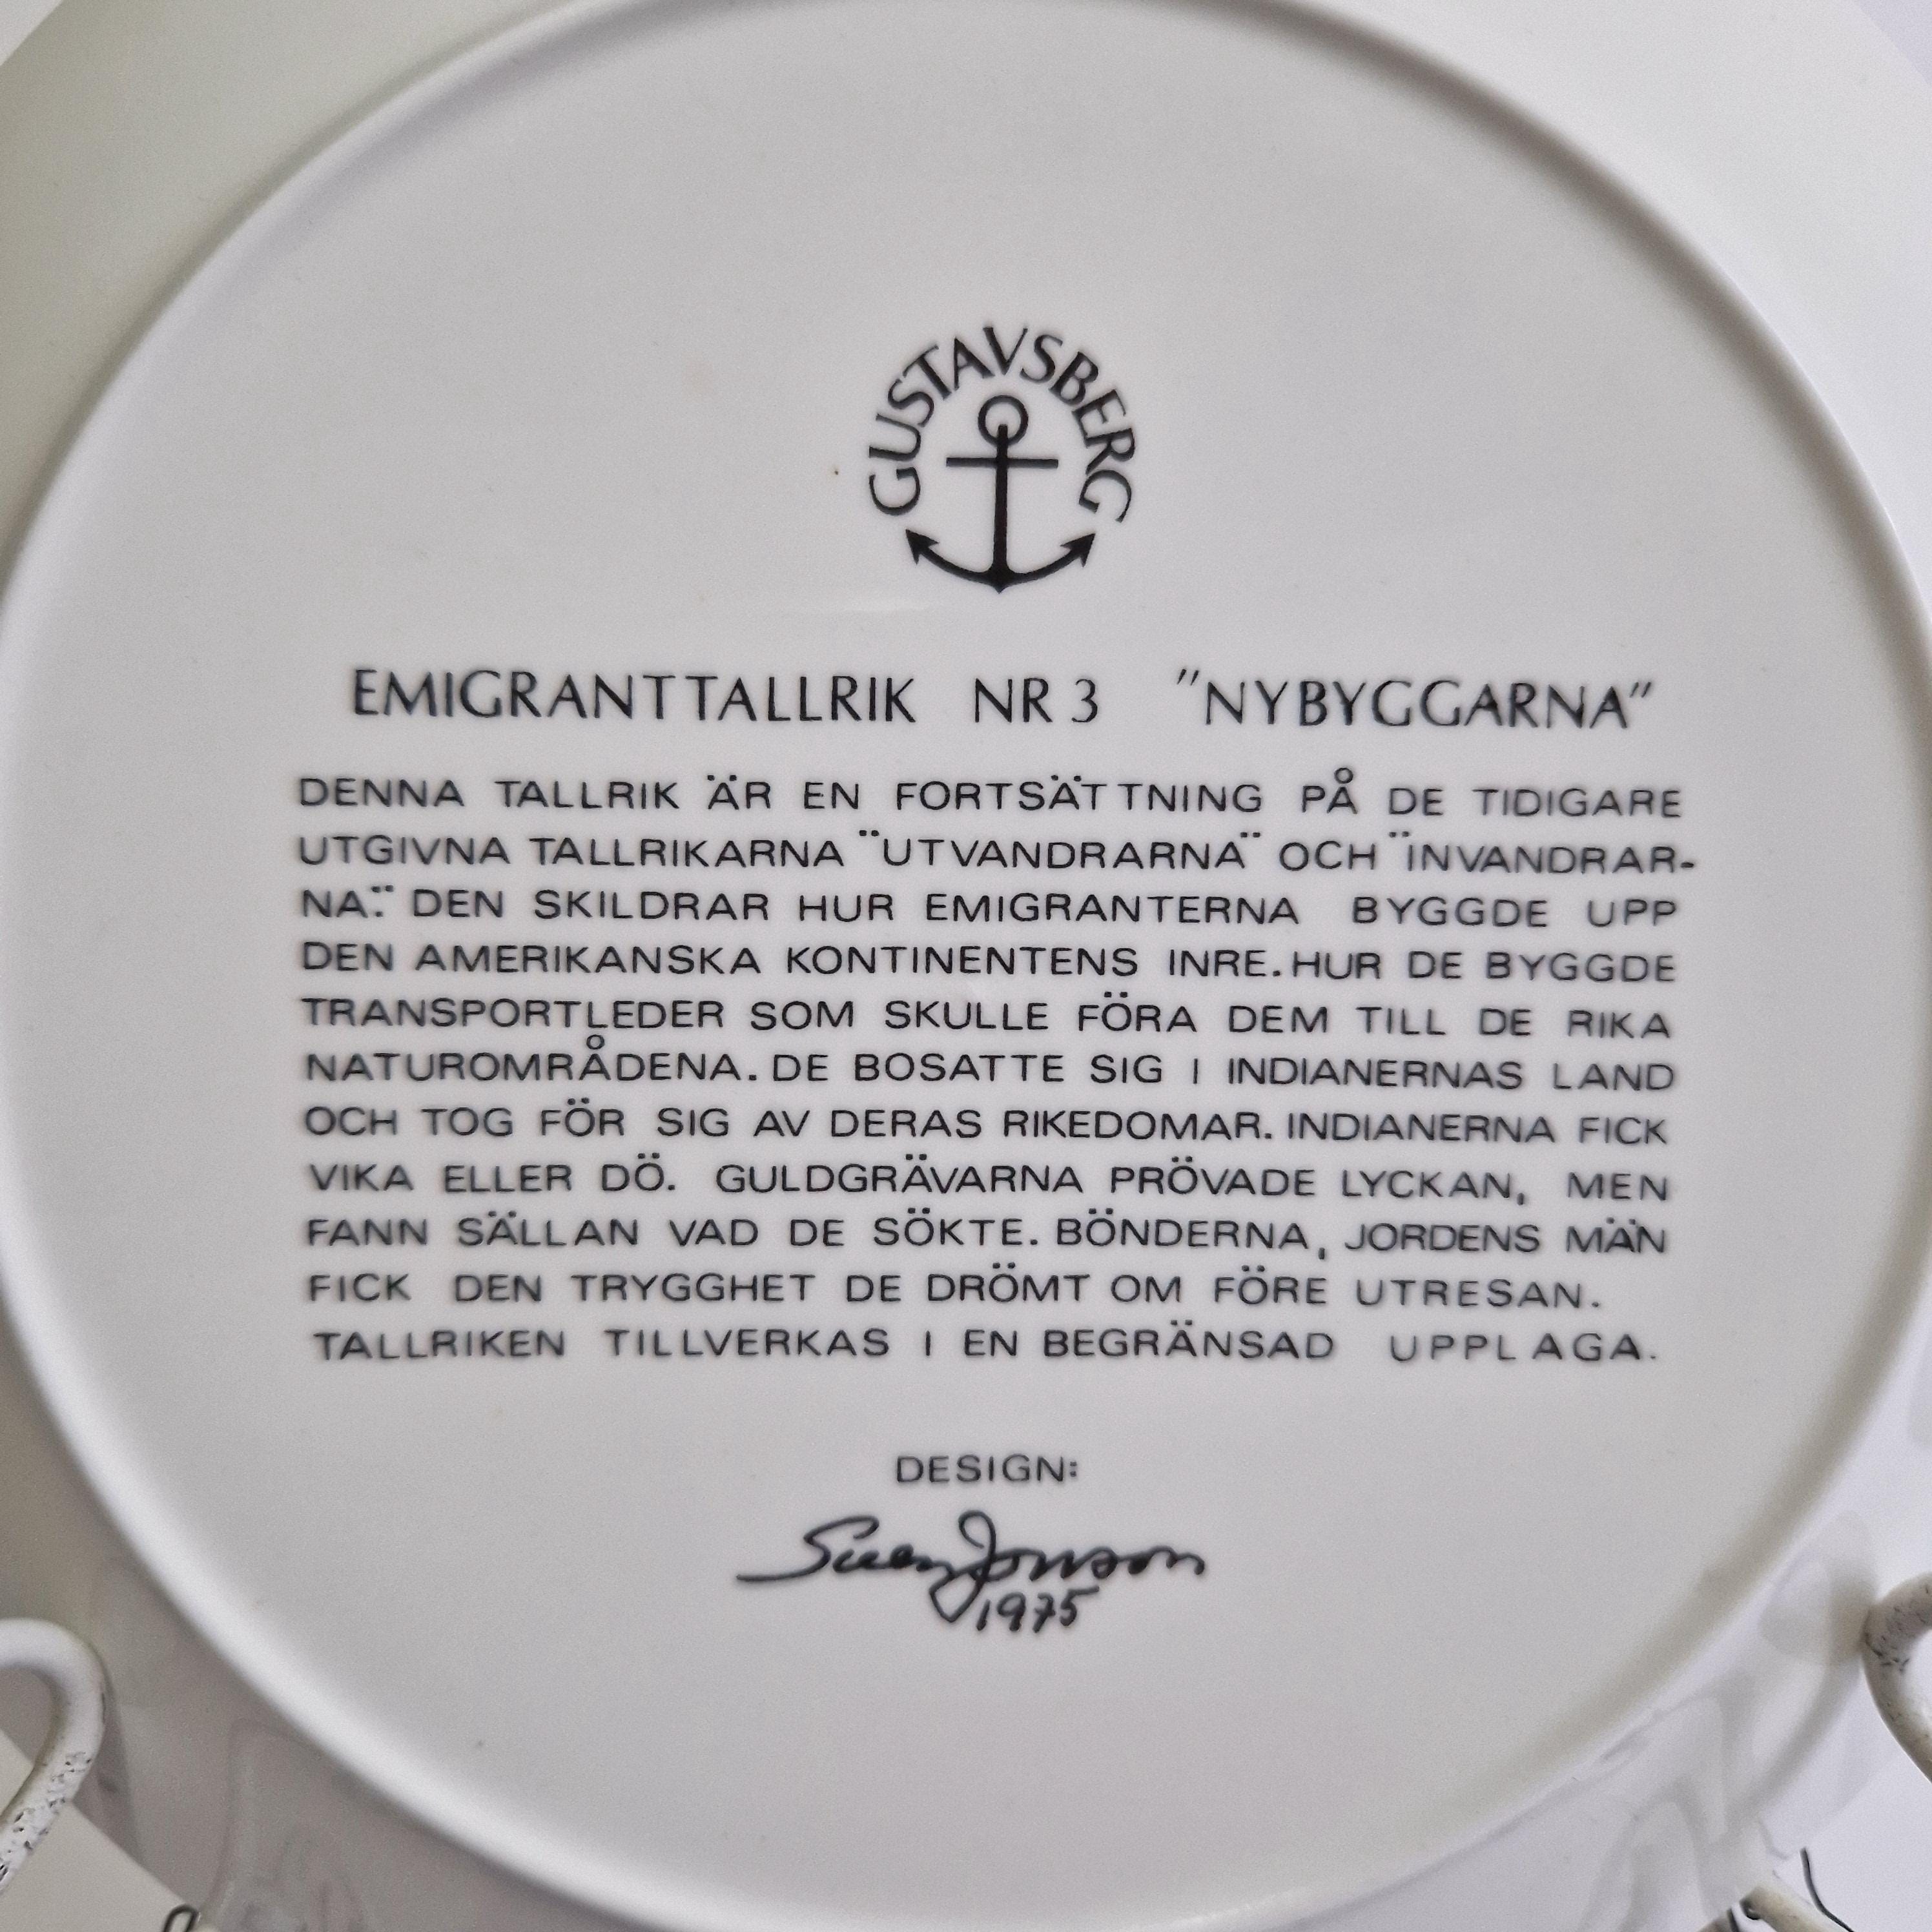 GUSTAVSBERG
EMIGRANTTALLRIK NR 3 "NYBYGGARNA"
DENNA TALLRIK ÄR EN FORTSÄTTNING PÅ DE TIDIGARE
UTGIVNA TALLRIKARNA "UTVANDRARNA" OCH "INVANDRAR-
NA". DEN SKILDRAR HUR EMIGRANTERNA BYGGDE UPP
DEN AMERIKANSKA KONTINENTENS INRE. HUR DE BYGGDE
TRANSPORTLEDER SOM SKULLE FÖRA DEM TILL DE RIKA
NATUROMRÅDENA. DE BOSATTE SIG I INDIANERNAS LAND
OCH TOG FÖR SIG AV DERAS RIKEDOMAR. INDIANERNA FICK
VIKA ELLER DÖ. GULDGRÄVARNA PRÖVADE LYCKAN, MEN
FANN SÄLLAN VAD DE SÖKTE. BÖNDERNA, JORDENS MÄN
FICK DEN TRYGGHET DE DRÖMT OM FÖRE UTRESAN.
TALLRIKEN TILLVERKAS I EN BEGRÄNSAD UPPLAGA.
DESIGN:
Sven Jonson
1975